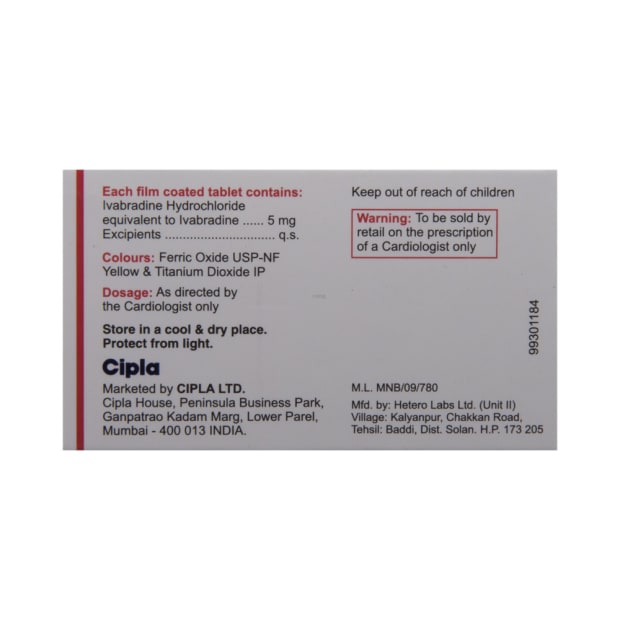 Each film coated tablet contains:
Ivabradine Hydrochloride
equivalent to Ivabradine ...... 5 mg
Excipients ................................ q.s.
Colours: Ferric Oxide USP-NF
Yellow & Titanium Dioxide IP
Dosage: As directed by
the Cardiologist only
Store in a cool & dry place.
Protect from light.
Cipla
Marketed by CIPLA LTD.
Cipla House, Peninsula Business Park,
Ganpatrao Kadam Marg, Lower Parel,
Mumbai - 400 013 INDIA.
Keep out of reach of children
Warning: To be sold by
retail on the prescription
of a Cardiologist only
99301184
M.L. MNB/09/780
Mfd. by: Hetero Labs Ltd. (Unit II)
Village: Kalyanpur, Chakkan Road,
Tehsil: Baddi, Dist. Solan. H.P. 173 205